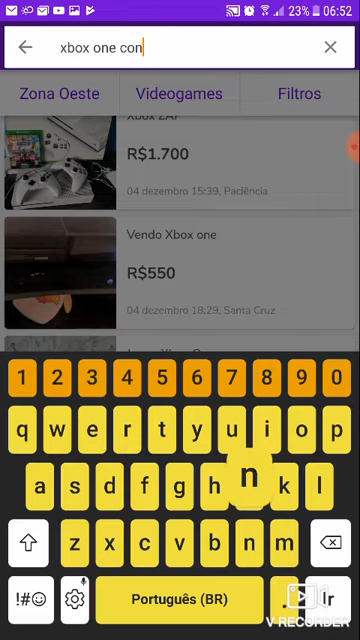 23% 06:52
xbox one con
Zona Oeste Videogames Filtros
Xbox ZAP
R$1.700
04 dezembro 15:39, Paciência
Vendo Xbox one
R$550
04 dezembro 18:29, Santa Cruz
1 2 3 4 5 6 7 8 9 0
q w e r t y u i o p
a s d f g h n k l
z x c v b n m
!#☺ Português (BR) . Ir
V RECORDER